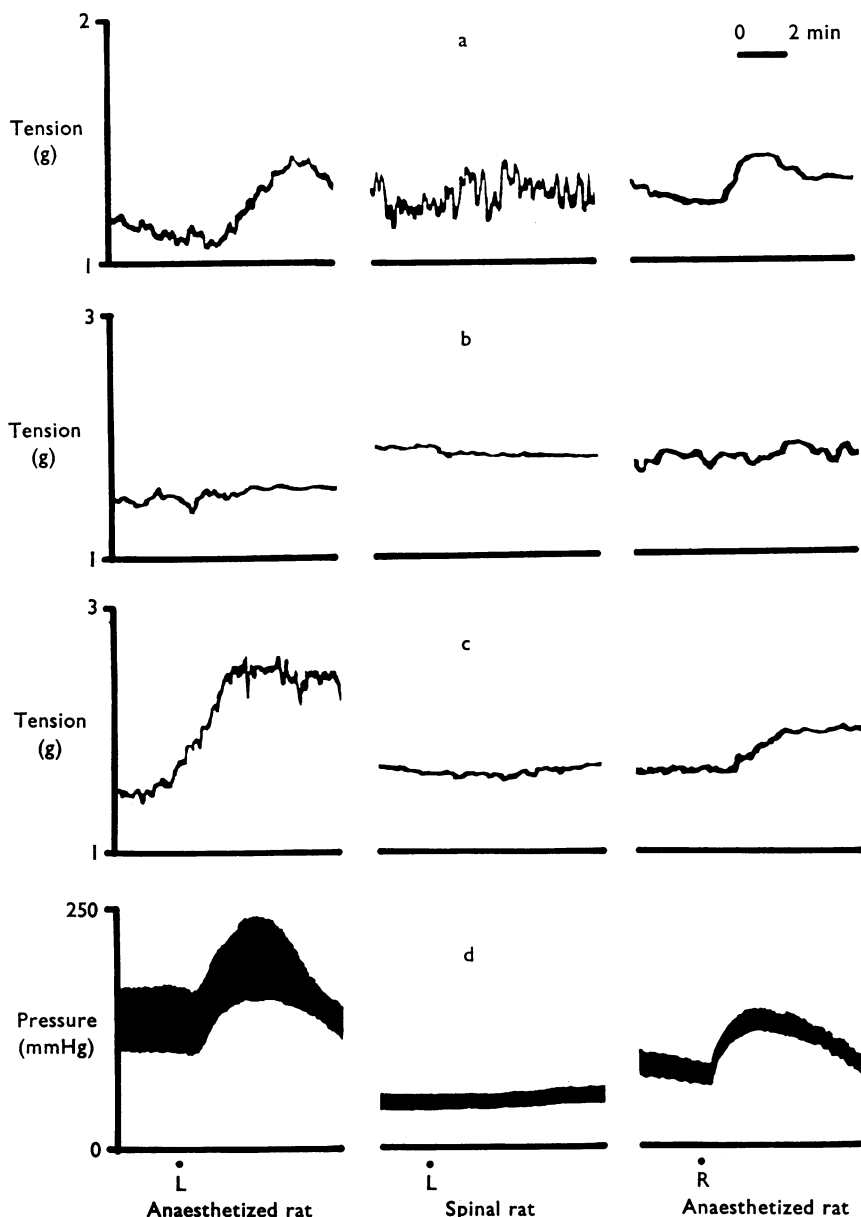 2
a
0 2 min
Tension
(g)
1
3
b
Tension
(g)
1
3
c
Tension
(g)
1
250
d
Pressure
(mmHg)
0
L L R
Anaesthetized rat Spinal rat Anaesthetized rat